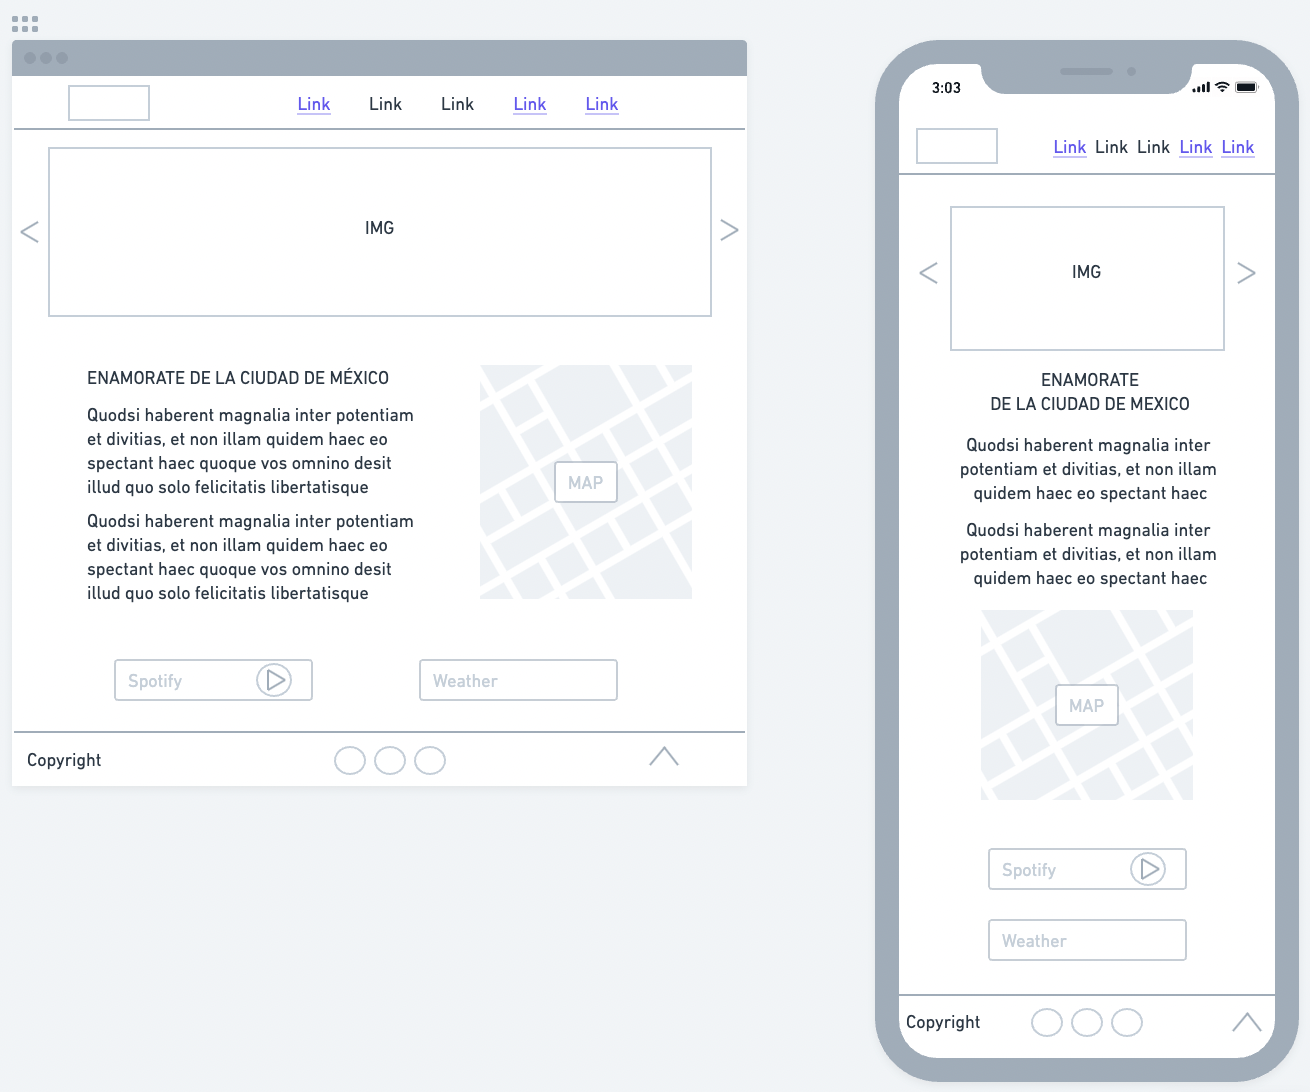 Link Link Link Link Link
IMG
ENAMORATE DE LA CIUDAD DE MÉXICO
Quodsi haberent magnalia inter potentiam
et divitias, et non illam quidem haec eo
spectant haec quoque vos omnino desit
illud quo solo felicitatis libertatisque
Quodsi haberent magnalia inter potentiam
et divitias, et non illam quidem haec eo
spectant haec quoque vos omnino desit
illud quo solo felicitatis libertatisque
MAP
Spotify
Weather
Copyright
3:03
Link Link Link Link Link
IMG
ENAMORATE
DE LA CIUDAD DE MEXICO
Quodsi haberent magnalia inter
potentiam et divitias, et non illam
quidem haec eo spectant haec
Quodsi haberent magnalia inter
potentiam et divitias, et non illam
quidem haec eo spectant haec
MAP
Spotify
Weather
Copyright